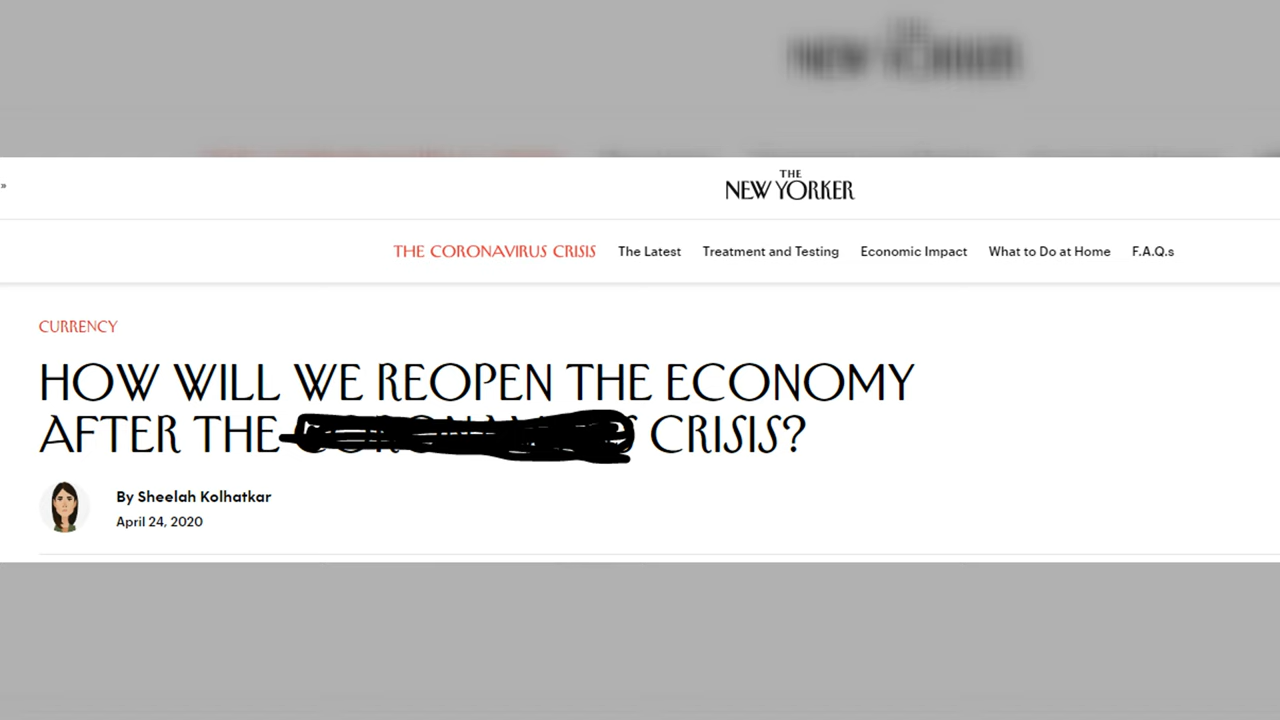 »
THE
NEW YORKER
THE CORONAVIRUS CRISIS The Latest Treatment and Testing Economic Impact What to Do at Home F.A.Q.s
CURRENCY
HOW WILL WE REOPEN THE ECONOMY
AFTER THE CRISIS?
By Sheelah Kolhatkar
April 24, 2020